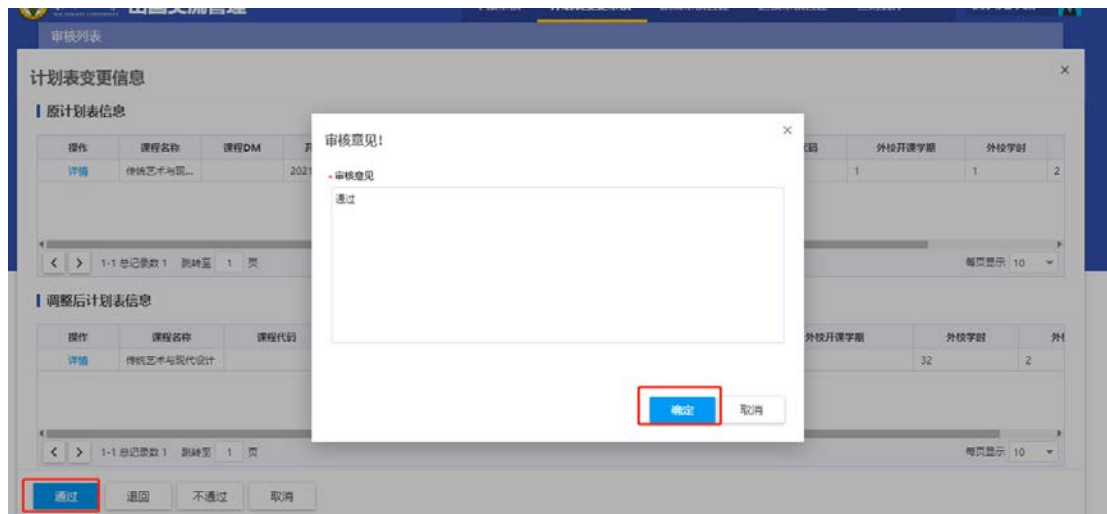 审核列表
计划表变更信息 ×
原计划表信息
操作 课程名称 课程DM 外校开课学期 外校学时
详情 传统艺术与现... 2021 1 1 2
1-1 总记录数 1 跳转至 1 页 每页显示 10
调整后计划表信息
操作 课程名称 课程代码 外校开课学期 外校学时
详情 传统艺术与现代设计 32 2
1-1 总记录数 1 跳转至 1 页 每页显示 10
通过 退回 不通过 取消
审核意见! ×
*审核意见
通过
确定 取消